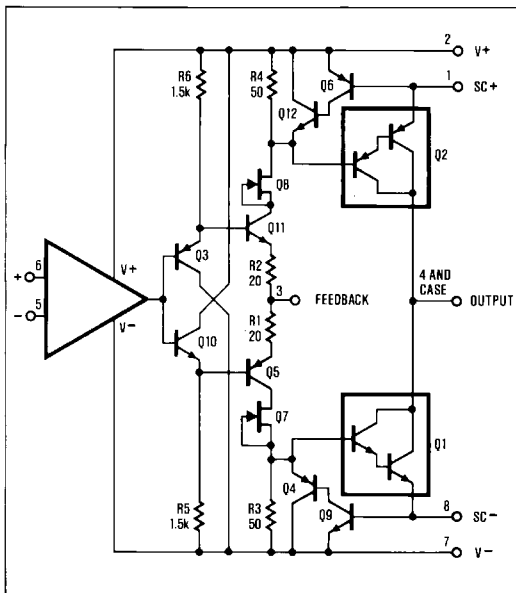 2 V+
R6 1.5k
R4 50
Q6
Q12
1 SC+
Q2
Q8
Q11
Q3
R2 20
+ 6
- 5
V+
V-
3 FEEDBACK
4 AND CASE
OUTPUT
R1 20
Q10
Q5
Q7
Q1
Q4
Q9
R5 1.5k
R3 50
8 SC-
7 V-